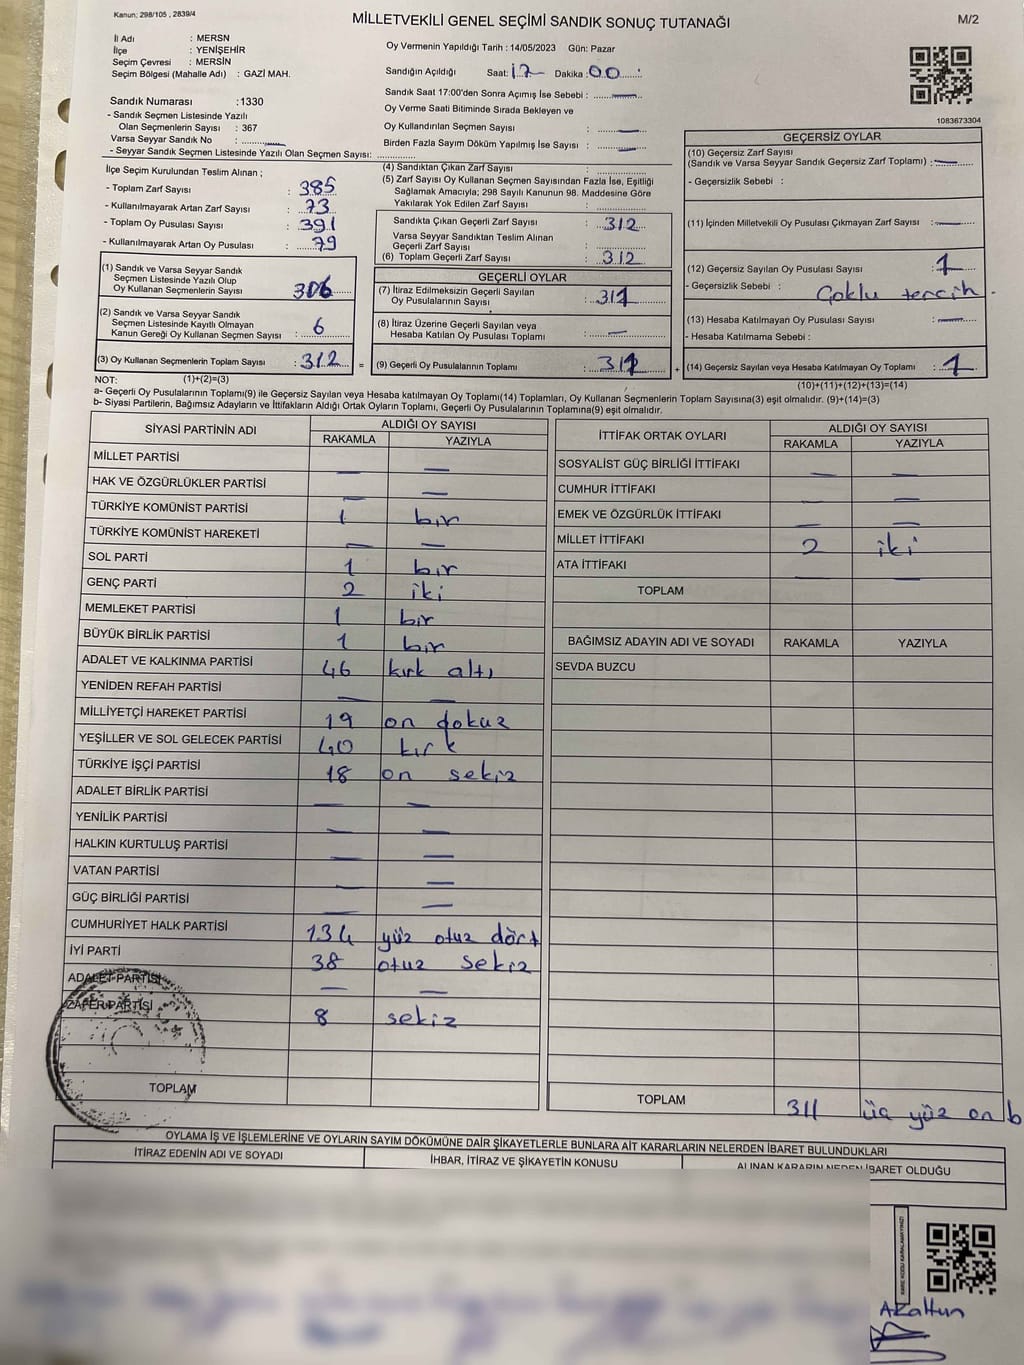 Kanun; 298/105 , 2839/4
MİLLETVEKİLİ GENEL SEÇİMİ SANDIK SONUÇ TUTANAĞI
M/2
İl Adı : MERSN
İlçe : YENİŞEHİR
Seçim Çevresi : MERSİN
Seçim Bölgesi (Mahalle Adı) : GAZİ MAH.
Oy Vermenin Yapıldığı Tarih : 14/05/2023 Gün: Pazar
Sandığın Açıldığı Saat: 17 Dakika : 00
Sandık Saat 17:00'den Sonra Açımış İse Sebebi : —
Oy Verme Saati Bitiminde Sırada Bekleyen ve
Oy Kullandırılan Seçmen Sayısı : —
Birden Fazla Sayım Döküm Yapılmış İse Sayısı : —
Sandık Numarası :1330
- Sandık Seçmen Listesinde Yazılı
Olan Seçmenlerin Sayısı : 367
Varsa Seyyar Sandık No : —
- Seyyar Sandık Seçmen Listesinde Yazılı Olan Seçmen Sayısı:
1083673304
İlçe Seçim Kurulundan Teslim Alınan ;
- Toplam Zarf Sayısı : 385
- Kullanılmayarak Artan Zarf Sayısı : 73
- Toplam Oy Pusulası Sayısı : 391
- Kullanılmayarak Artan Oy Pusulası : 79
(4) Sandıktan Çıkan Zarf Sayısı :
(5) Zarf Sayısı Oy Kullanan Seçmen Sayısından Fazla İse, Eşitliği
Sağlamak Amacıyla; 298 Sayılı Kanunun 98. Maddesine Göre
Yakılarak Yok Edilen Zarf Sayısı :
Sandıkta Çıkan Geçerli Zarf Sayısı : 312
Varsa Seyyar Sandıktan Teslim Alınan
Geçerli Zarf Sayısı :
(6) Toplam Geçerli Zarf Sayısı : 312
GEÇERSİZ OYLAR
(10) Geçersiz Zarf Sayısı
(Sandık ve Varsa Seyyar Sandık Geçersiz Zarf Toplamı) : —
- Geçersizlik Sebebi :
(11) İçinden Milletvekili Oy Pusulası Çıkmayan Zarf Sayısı : —
(12) Geçersiz Sayılan Oy Pusulası Sayısı : 1
- Geçersizlik Sebebi : Çoklu tercih.
(13) Hesaba Katılmayan Oy Pusulası Sayısı : —
- Hesaba Katılmama Sebebi :
(14) Geçersiz Sayılan veya Hesaba Katılmayan Oy Toplamı : 1
(10)+(11)+(12)+(13)=(14)
(1) Sandık ve Varsa Seyyar Sandık
Seçmen Listesinde Yazılı Olup
Oy Kullanan Seçmenlerin Sayısı : 306
(2) Sandık ve Varsa Seyyar Sandık
Seçmen Listesinde Kayıtlı Olmayan
Kanun Gereği Oy Kullanan Seçmen Sayısı : 6
(3) Oy Kullanan Seçmenlerin Toplam Sayısı : 312 =
GEÇERLİ OYLAR
(7) İtiraz Edilmeksizin Geçerli Sayılan
Oy Pusulalarının Sayısı : 311
(8) İtiraz Üzerine Geçerli Sayılan veya
Hesaba Katılan Oy Pusulası Toplamı : —
(9) Geçerli Oy Pusulalarının Toplamı : 311 +
NOT: (1)+(2)=(3)
a- Geçerli Oy Pusulalarının Toplamı(9) ile Geçersiz Sayılan veya Hesaba katılmayan Oy Toplamı(14) Toplamları, Oy Kullanan Seçmenlerin Toplam Sayısına(3) eşit olmalıdır. (9)+(14)=(3)
b- Siyasi Partilerin, Bağımsız Adayların ve İttifakların Aldığı Ortak Oyların Toplamı, Geçerli Oy Pusulalarının Toplamına(9) eşit olmalıdır.
SİYASİ PARTİNİN ADI ALDIĞI OY SAYISI
RAKAMLA YAZIYLA
MİLLET PARTİSİ — —
HAK VE ÖZGÜRLÜKLER PARTİSİ — —
TÜRKİYE KOMÜNİST PARTİSİ 1 bir
TÜRKİYE KOMÜNİST HAREKETİ — —
SOL PARTİ 1 bir
GENÇ PARTİ 2 iki
MEMLEKET PARTİSİ 1 bir
BÜYÜK BİRLİK PARTİSİ 1 bir
ADALET VE KALKINMA PARTİSİ 46 kırk altı
YENİDEN REFAH PARTİSİ — —
MİLLİYETÇİ HAREKET PARTİSİ 19 on dokuz
YEŞİLLER VE SOL GELECEK PARTİSİ 40 kırk
TÜRKİYE İŞÇİ PARTİSİ 18 on sekiz
ADALET BİRLİK PARTİSİ — —
YENİLİK PARTİSİ — —
HALKIN KURTULUŞ PARTİSİ — —
VATAN PARTİSİ — —
GÜÇ BİRLİĞİ PARTİSİ — —
CUMHURİYET HALK PARTİSİ 134 yüz otuz dört
İYİ PARTİ 38 otuz sekiz
ADALET PARTİSİ — —
ZAFER PARTİSİ 8 sekiz
TOPLAM
İTTİFAK ORTAK OYLARI ALDIĞI OY SAYISI
RAKAMLA YAZIYLA
SOSYALİST GÜÇ BİRLİĞİ İTTİFAKI — —
CUMHUR İTTİFAKI — —
EMEK VE ÖZGÜRLÜK İTTİFAKI — —
MİLLET İTTİFAKI 2 iki
ATA İTTİFAKI — —
TOPLAM
BAĞIMSIZ ADAYIN ADI VE SOYADI RAKAMLA YAZIYLA
SEVDA BUZCU
TOPLAM 311 üç yüz on b
OYLAMA İŞ VE İŞLEMLERİNE VE OYLARIN SAYIM DÖKÜMÜNE DAİR ŞİKAYETLERLE BUNLARA AİT KARARLARIN NELERDEN İBARET BULUNDUKLARI
İTİRAZ EDENİN ADI VE SOYADI İHBAR, İTİRAZ VE ŞİKAYETİN KONUSU ALINAN KARARIN NEDEN İBARET OLDUĞU
KARE KODU KARALAMAYINIZ!